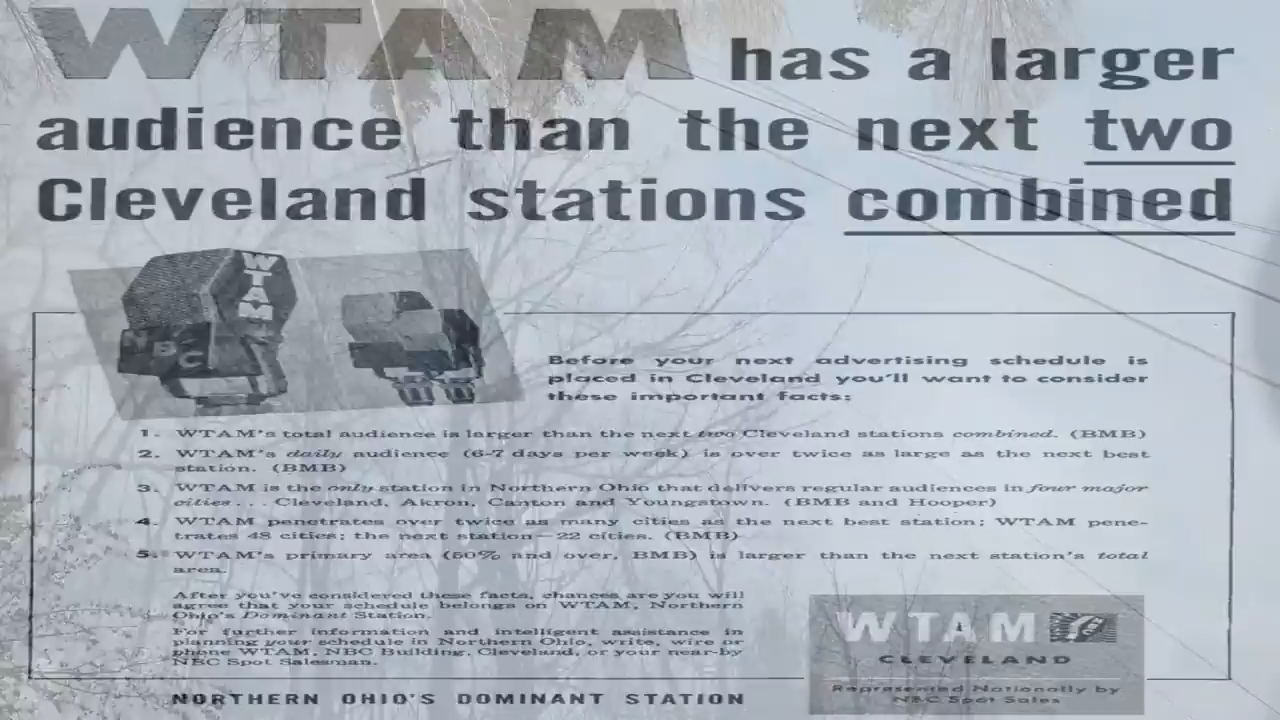 WTAM has a larger
audience than the next two
Cleveland stations combined
WTAM
NBC
Before your next advertising schedule is
placed in Cleveland you'll want to consider
these important facts:
1. WTAM's total audience is larger than the next two Cleveland stations combined. (BMB)
2. WTAM's daily audience (6-7 days per week) is over twice as large as the next best
station. (BMB)
3. WTAM is the only station in Northern Ohio that delivers regular audiences in four major
cities... Cleveland, Akron, Canton and Youngstown. (BMB and Hooper)
4. WTAM penetrates over twice as many cities as the next best station; WTAM pene-
trates 48 cities; the next station—22 cities. (BMB)
5. WTAM's primary area (50% and over, BMB) is larger than the next station's total
area.
After you've considered these facts, chances are you will
agree that your schedule belongs on WTAM, Northern
Ohio's Dominant Station.
For further information and intelligent assistance in
planning your schedule in Northern Ohio, write, wire or
phone WTAM, NBC Building, Cleveland, or your near-by
NBC Spot Salesman.
NORTHERN OHIO'S DOMINANT STATION
WTAM
CLEVELAND
Represented Nationally by
NBC Spot Sales